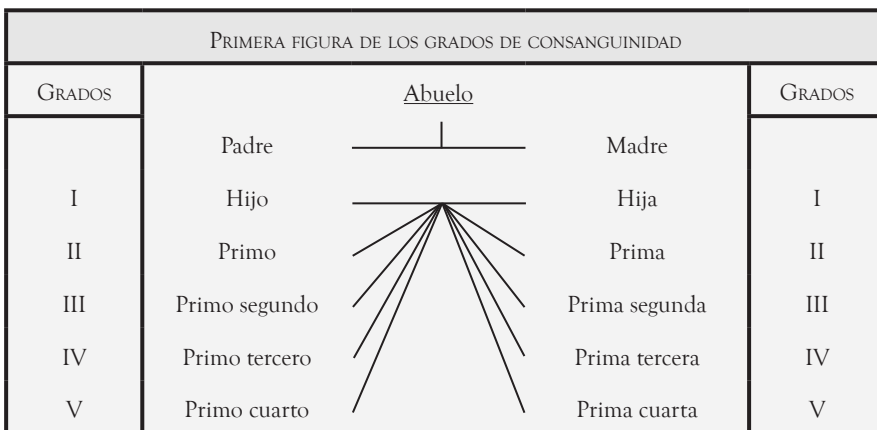 PRIMERA FIGURA DE LOS GRADOS DE CONSANGUINIDAD
GRADOS Abuelo GRADOS
Padre Madre
I Hijo Hija I
II Primo Prima II
III Primo segundo Prima segunda III
IV Primo tercero Prima tercera IV
V Primo cuarto Prima cuarta V